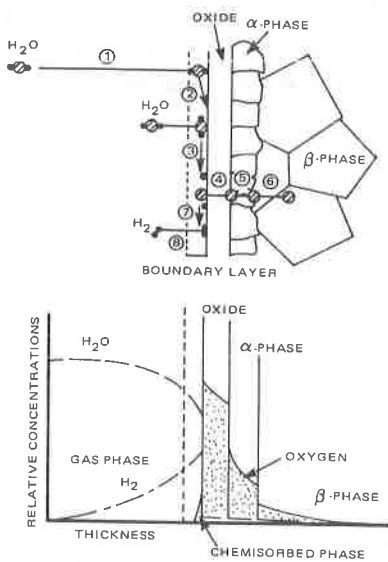 OXIDE
α-PHASE
H₂O
①
②
H₂O
③
β-PHASE
④ ⑤ ⑥
⑦
H₂
⑧
BOUNDARY LAYER
OXIDE
H₂O
α-PHASE
RELATIVE CONCENTRATIONS
GAS PHASE
OXYGEN
H₂
β-PHASE
THICKNESS
CHEMISORBED PHASE